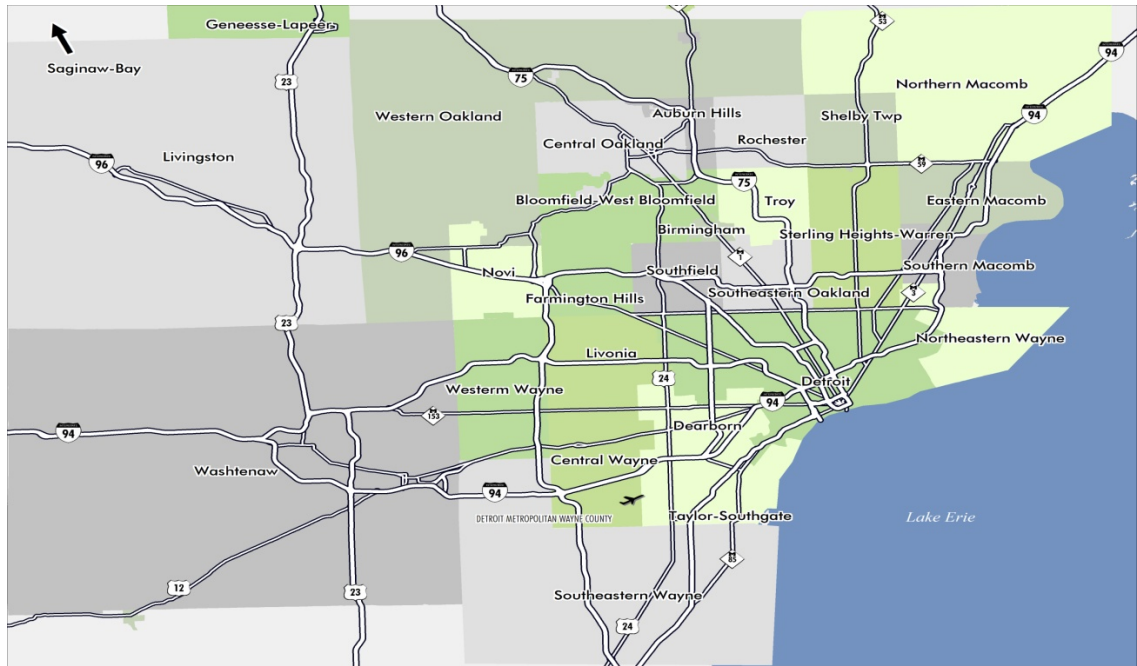 Geneesse-Lapeer
53
94
Saginaw-Bay
23
75
Northern Macomb
Western Oakland
Auburn Hills
Shelby Twp
94
Central Oakland
Rochester
96
Livingston
59
75
Bloomfield-West Bloomfield
Troy
Eastern Macomb
Birmingham
Sterling Heights-Warren
96
1
Novi
Southfield
Southern Macomb
Farmington Hills
Southeastern Oakland
3
23
Northeastern Wayne
Livonia
24
Detroit
Westerm Wayne
94
153
Dearborn
94
Central Wayne
Washtenaw
94
DETROIT METROPOLITAN WAYNE COUNTY
Taylor-Southgate
Lake Erie
85
12
23
Southeastern Wayne
24